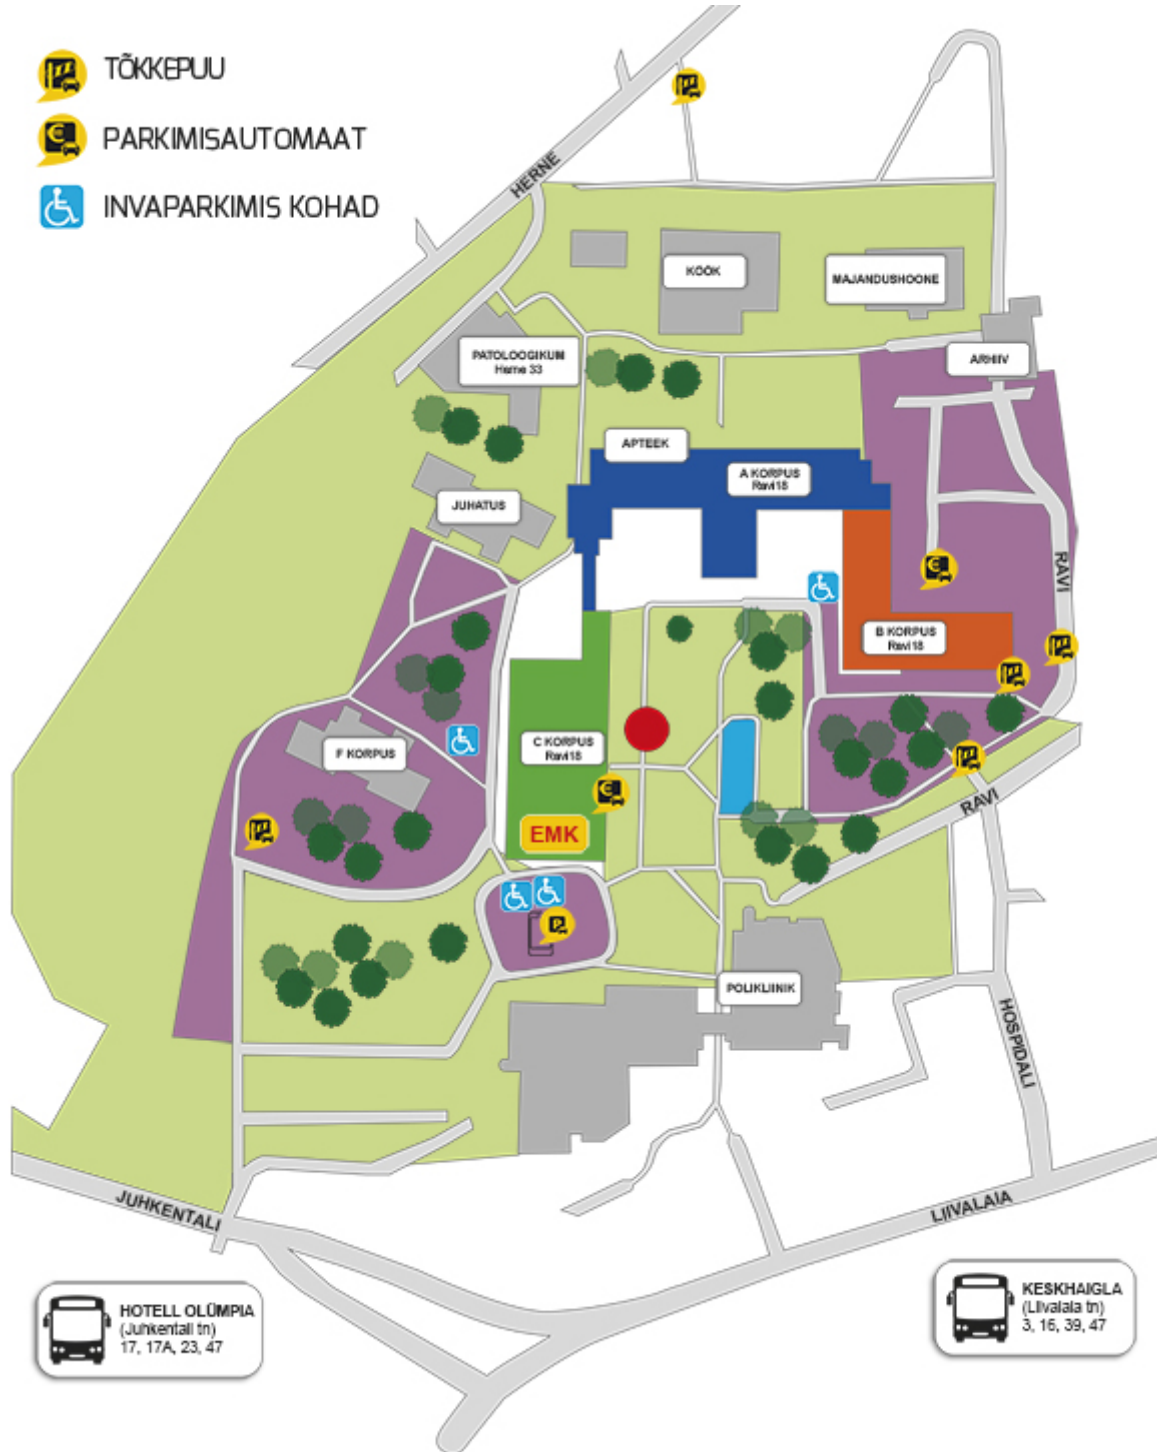 TÕKKEPUU
PARKIMISAUTOMAAT
INVAPARKIMIS KOHAD
HERNE
KÖÖK
MAJANDUSHOONE
PATOLOOGIKUM
Herne 33
ARHIIV
APTEEK
A KORPUS
Ravi 18
JUHATUS
RAVI
B KORPUS
Ravi 18
F KORPUS
C KORPUS
Ravi 18
RAVI
EMK
POLIKLIINIK
HOSPIDALI
JUHKENTALI
LIIVALAIA
HOTELL OLÜMPIA
(Juhkentali tn)
17, 17A, 23, 47
KESKHAIGLA
(Liivalaia tn)
3, 16, 39, 47